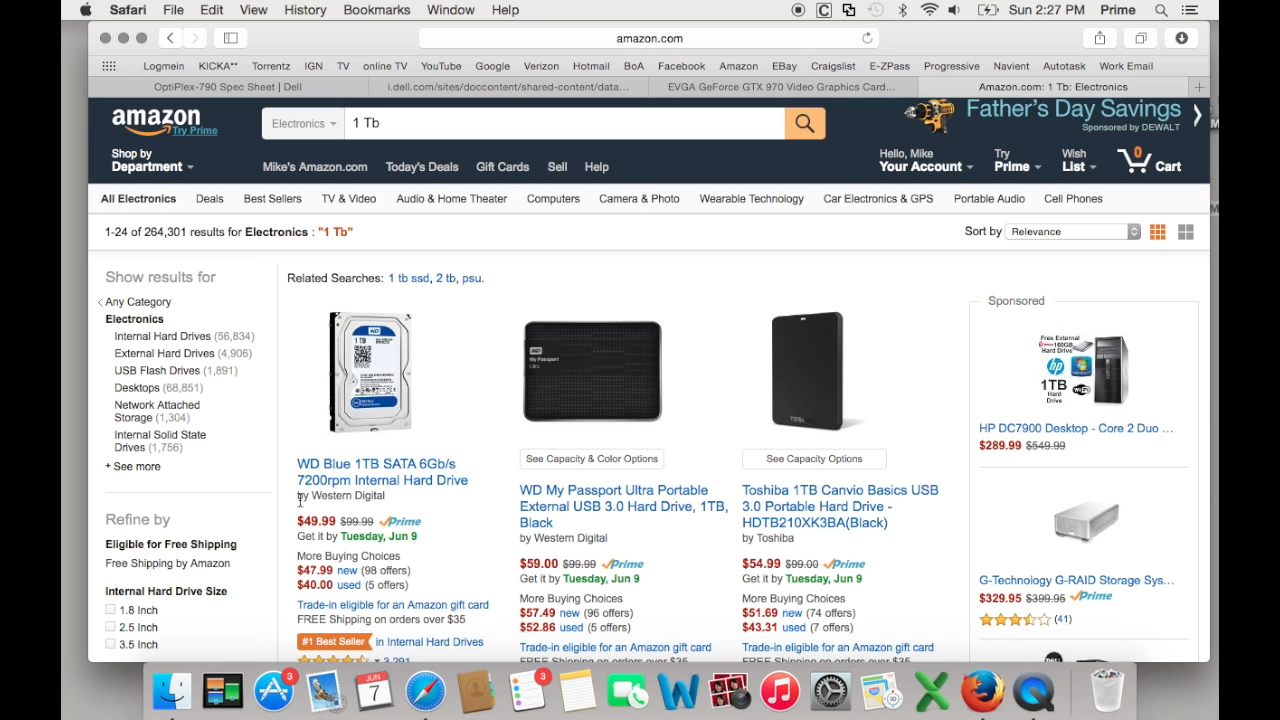 Safari File Edit View History Bookmarks Window Help Sun 2:27 PM Prime
amazon.com
Logmein KICKA** Torrentz IGN TV online TV YouTube Google Verizon Hotmail BoA Facebook Amazon EBay Craigslist E-ZPass Progressive Navient Autotask Work Email
OptiPlex-790 Spec Sheet | Dell i.dell.com/sites/doccontent/shared-content/data... EVGA GeForce GTX 970 Video Graphics Card... Amazon.com: 1 Tb: Electronics
amazon
Try Prime
Electronics 1 Tb
Father's Day Savings
Sponsored by DEWALT
Shop by
Department
Mike's Amazon.com Today's Deals Gift Cards Sell Help
Hello, Mike
Your Account
Try
Prime
Wish
List
0
Cart
All Electronics Deals Best Sellers TV & Video Audio & Home Theater Computers Camera & Photo Wearable Technology Car Electronics & GPS Portable Audio Cell Phones
1-24 of 264,301 results for Electronics : "1 Tb"
Sort by Relevance
Show results for
Any Category
Electronics
Internal Hard Drives (56,834)
External Hard Drives (4,906)
USB Flash Drives (1,891)
Desktops (68,851)
Network Attached
Storage (1,304)
Internal Solid State
Drives (1,756)
+ See more
Refine by
Eligible for Free Shipping
Free Shipping by Amazon
Internal Hard Drive Size
1.8 Inch
2.5 Inch
3.5 Inch
Related Searches: 1 tb ssd, 2 tb, psu.
WD
1 TB
WD Blue 1TB SATA 6Gb/s
7200rpm Internal Hard Drive
by Western Digital
$49.99 $99.99 Prime
Get it by Tuesday, Jun 9
More Buying Choices
$47.99 new (98 offers)
$40.00 used (5 offers)
Trade-in eligible for an Amazon gift card
FREE Shipping on orders over $35
#1 Best Seller in Internal Hard Drives
3,291
WD
My Passport
Ultra
See Capacity & Color Options
WD My Passport Ultra Portable
External USB 3.0 Hard Drive, 1TB,
Black
by Western Digital
$59.00 $99.99 Prime
Get it by Tuesday, Jun 9
More Buying Choices
$57.49 new (96 offers)
$52.86 used (5 offers)
Trade-in eligible for an Amazon gift card
FREE Shipping on orders over $35
See Capacity Options
Toshiba 1TB Canvio Basics USB
3.0 Portable Hard Drive -
HDTB210XK3BA(Black)
by Toshiba
$54.99 $99.00 Prime
Get it by Tuesday, Jun 9
More Buying Choices
$51.69 new (74 offers)
$43.31 used (7 offers)
Trade-in eligible for an Amazon gift card
FREE Shipping on orders over $35
Sponsored
Free External
160GB
Hard Drive
hp
1TB
Hard
Drive
HP DC7900 Desktop - Core 2 Duo ...
$289.99 $549.99
G-Technology G-RAID Storage Sys...
$329.95 $399.95 Prime
(41)
3
JUN
7
3